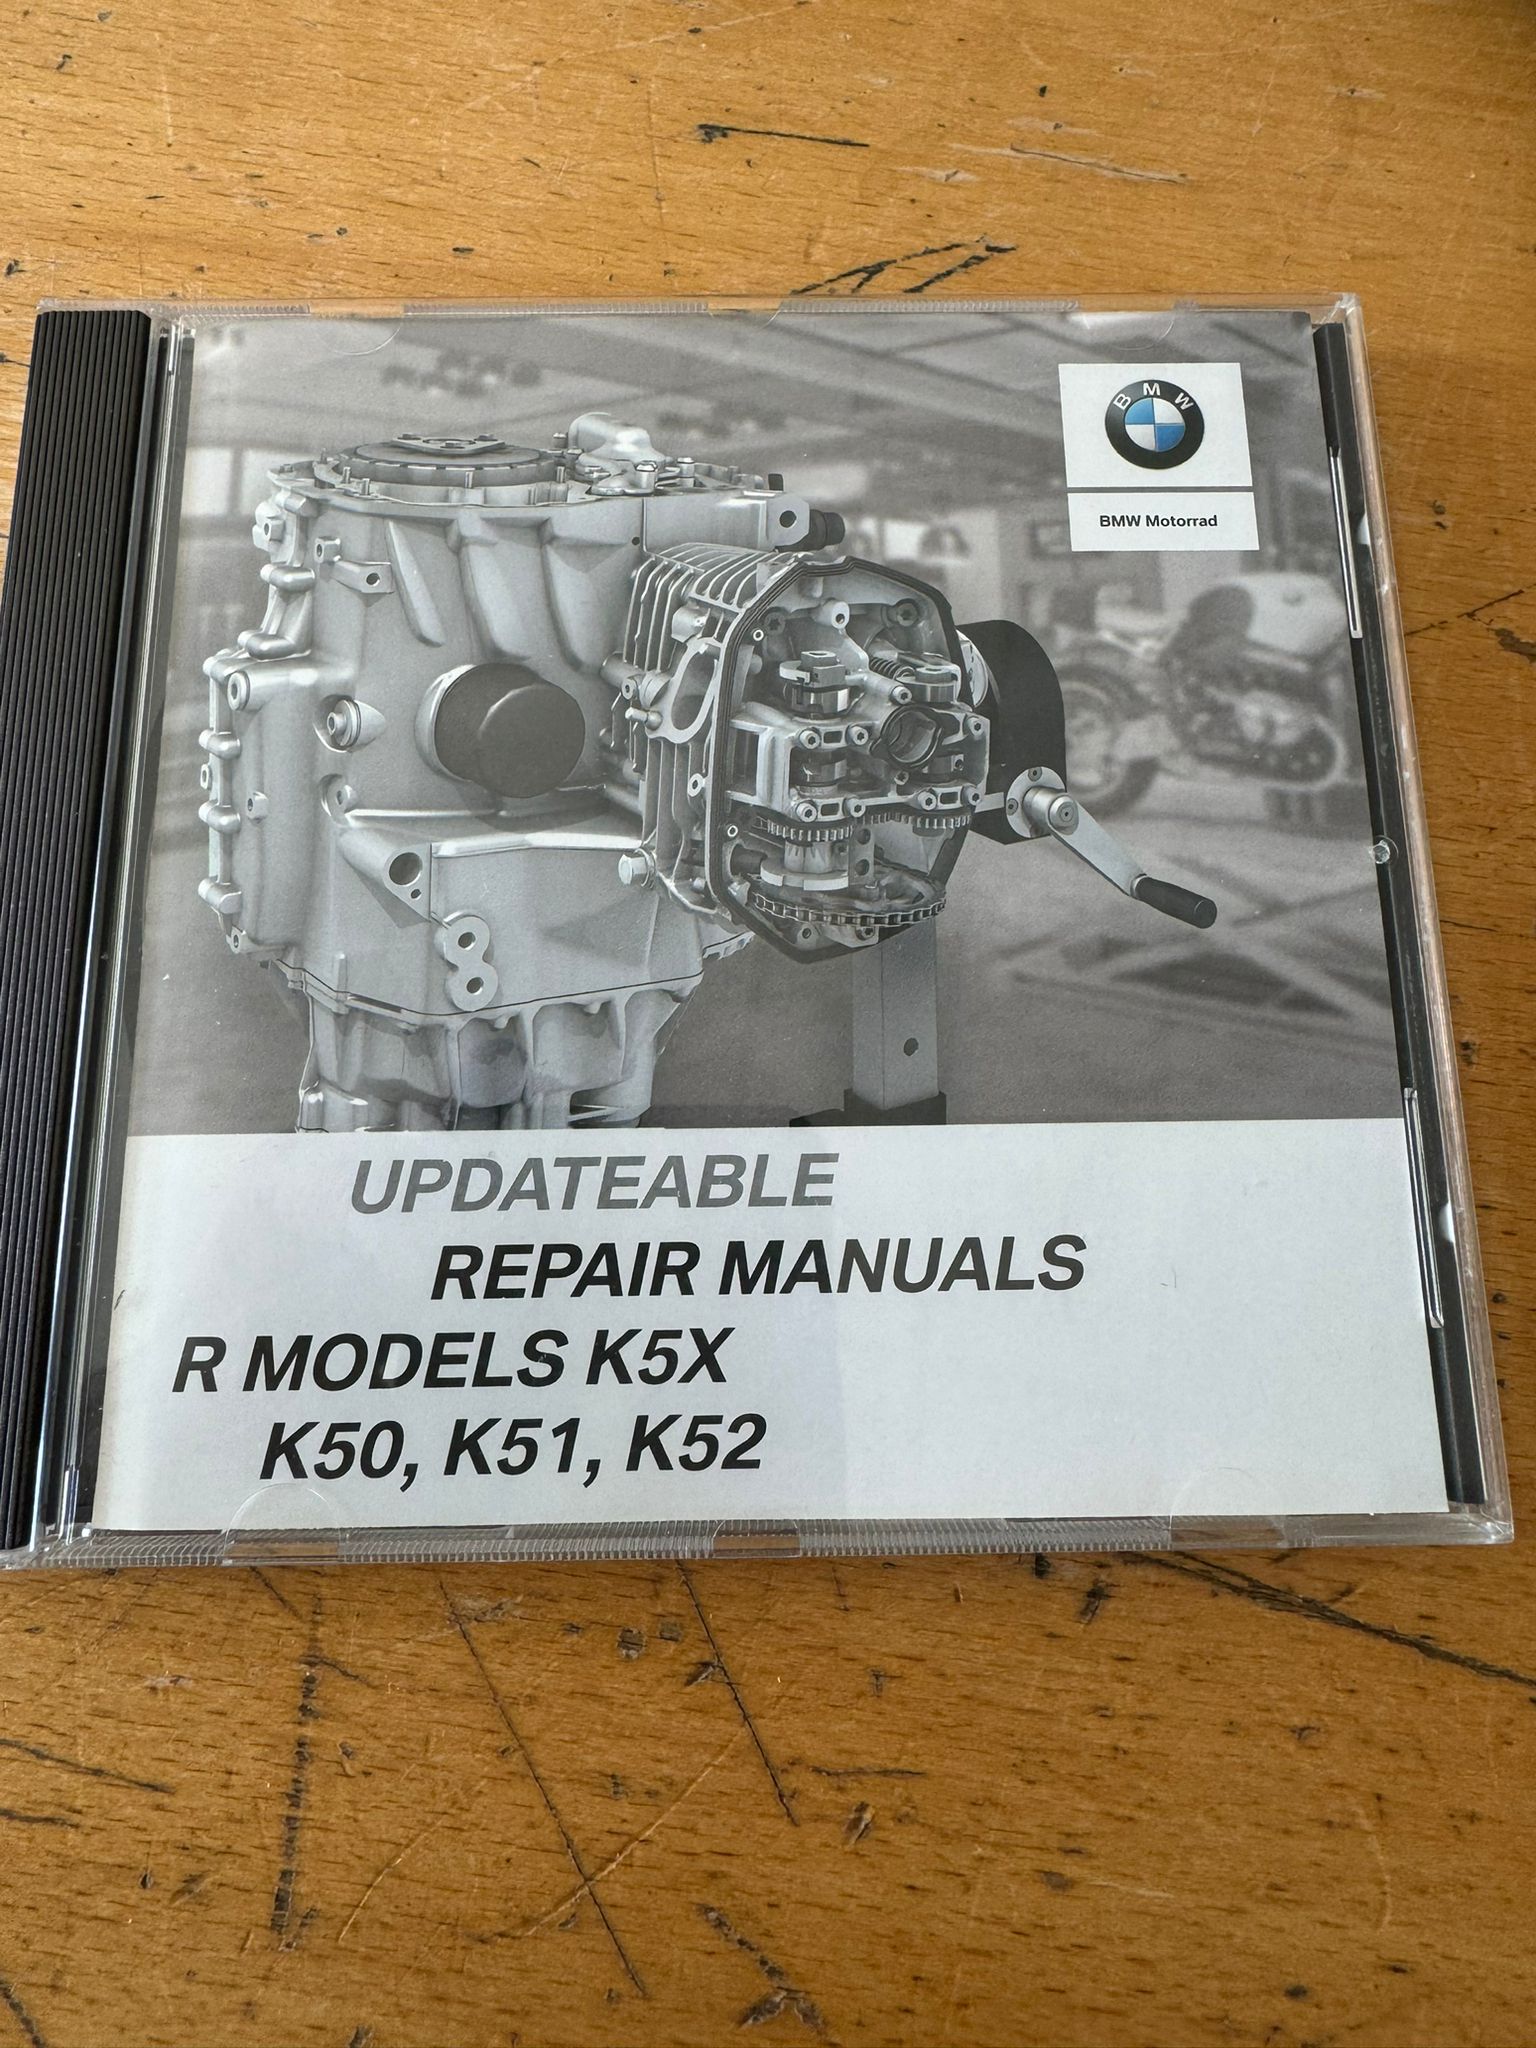 BMW
BMW Motorrad
UPDATEABLE
REPAIR MANUALS
R MODELS K5X
K50, K51, K52